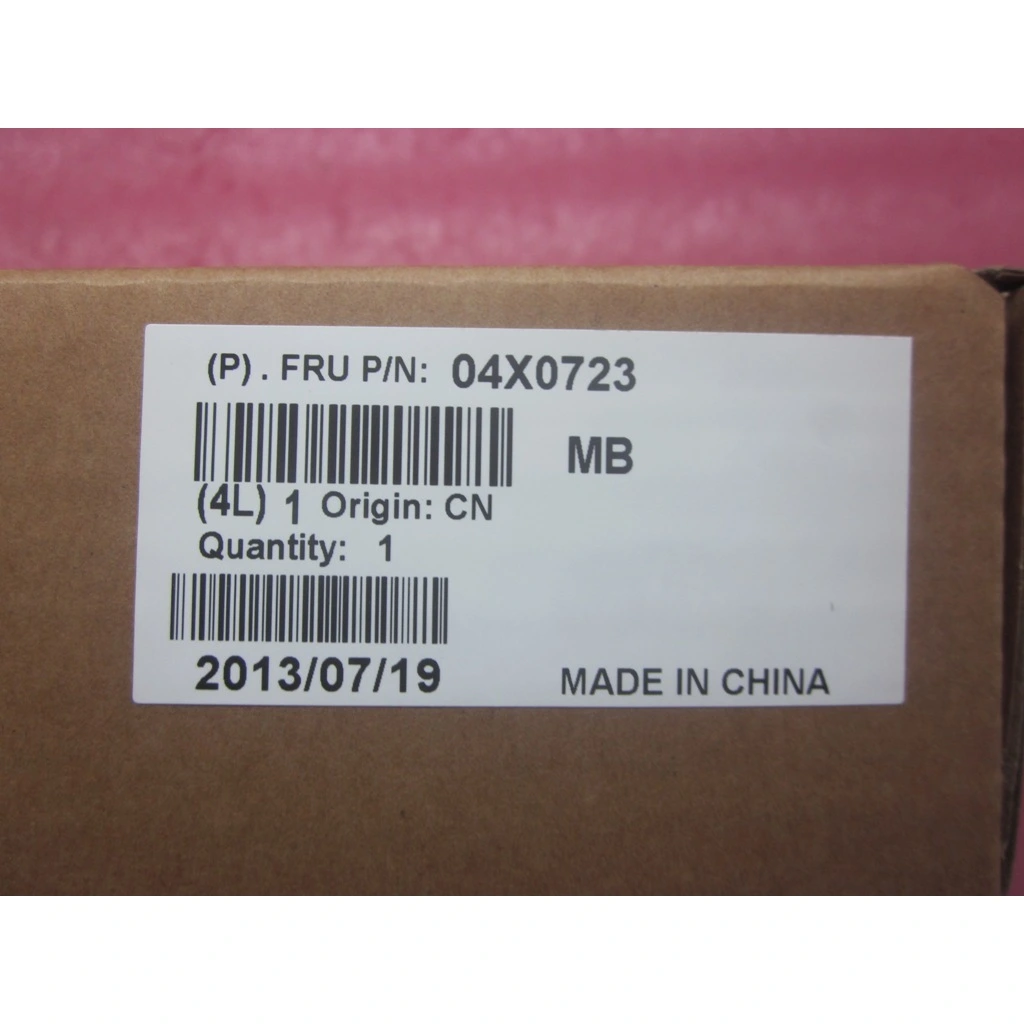 (P) . FRU P/N: 04X0723
MB
(4L) 1 Origin: CN
Quantity: 1
2013/07/19
MADE IN CHINA